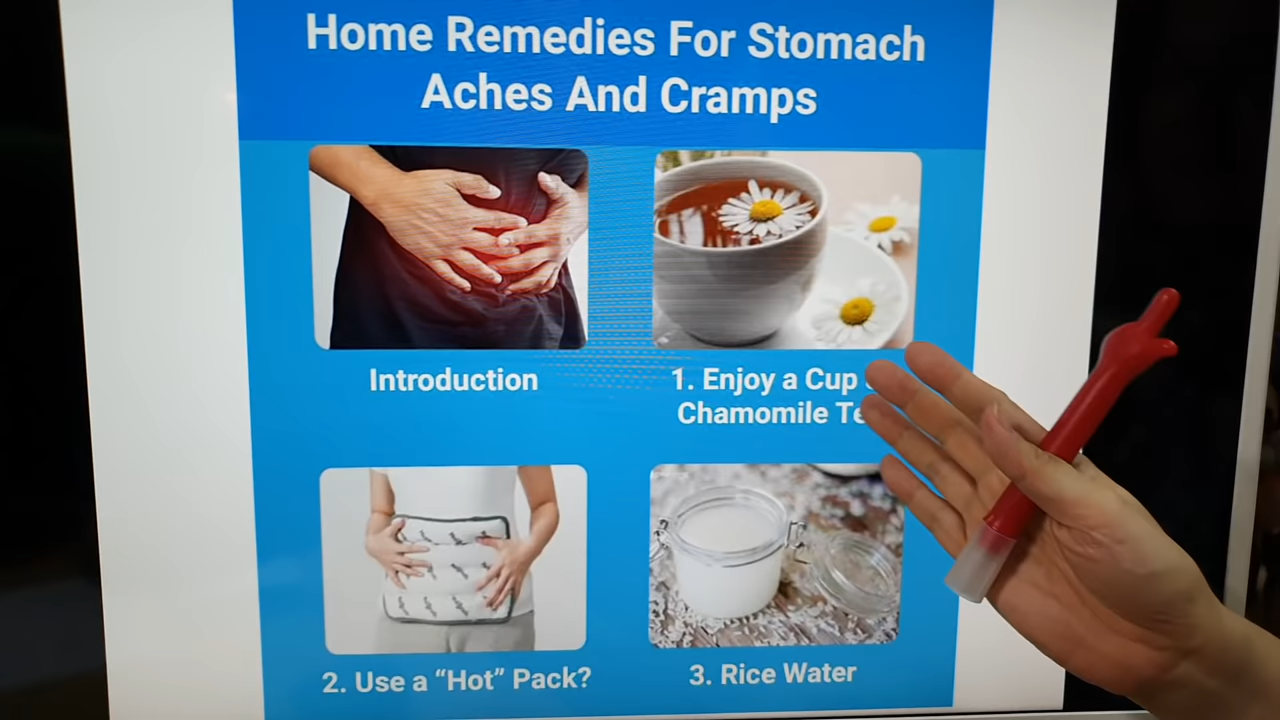 Home Remedies For Stomach
Aches And Cramps
Introduction
1. Enjoy a Cup
Chamomile
2. Use a “Hot” Pack?
3. Rice Water